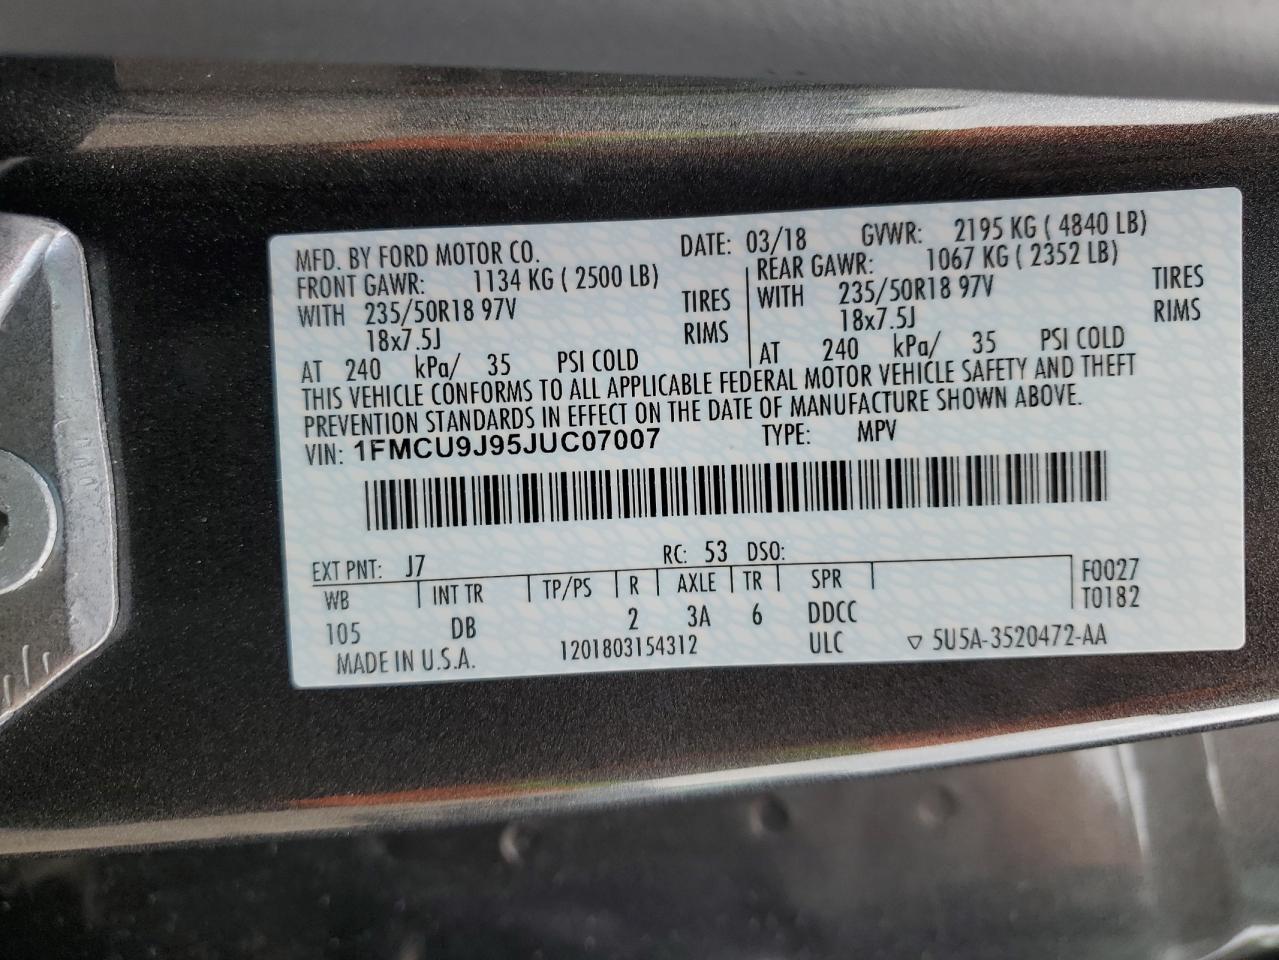 MFD. BY FORD MOTOR CO. DATE: 03/18 GVWR: 2195 KG ( 4840 LB)
FRONT GAWR: 1134 KG ( 2500 LB) REAR GAWR: 1067 KG ( 2352 LB)
WITH 235/50R18 97V TIRES WITH 235/50R18 97V TIRES
18x7.5J RIMS 18x7.5J RIMS
AT 240 kPa/ 35 PSI COLD AT 240 kPa/ 35 PSI COLD
THIS VEHICLE CONFORMS TO ALL APPLICABLE FEDERAL MOTOR VEHICLE SAFETY AND THEFT
PREVENTION STANDARDS IN EFFECT ON THE DATE OF MANUFACTURE SHOWN ABOVE.
VIN: 1FMCU9J95JUC07007 TYPE: MPV
EXT PNT: J7 RC: 53 DSO:
WB INT TR TP/PS R AXLE TR SPR F0027
105 DB 2 3A 6 DDCC T0182
MADE IN U.S.A. 1201803154312 ULC ▽ 5U5A-3520472-AA